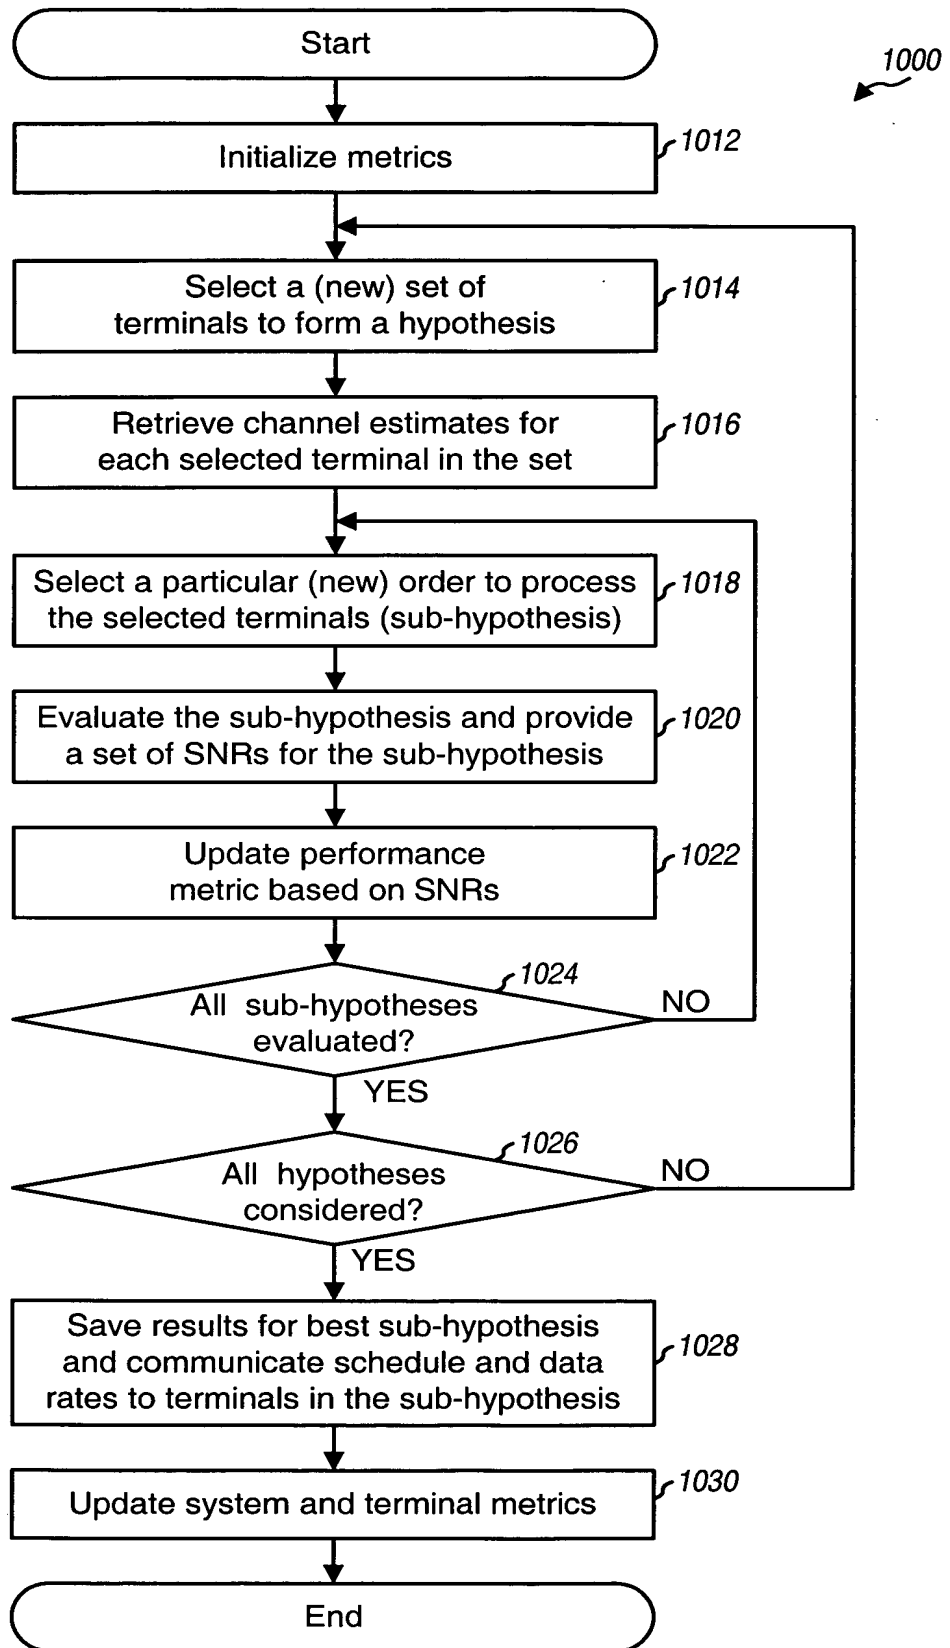 Start
1000
Initialize metrics
1012
Select a (new) set of
terminals to form a hypothesis
1014
Retrieve channel estimates for
each selected terminal in the set
1016
Select a particular (new) order to process
the selected terminals (sub-hypothesis)
1018
Evaluate the sub-hypothesis and provide
a set of SNRs for the sub-hypothesis
1020
Update performance
metric based on SNRs
1022
All sub-hypotheses
evaluated?
1024
NO
YES
All hypotheses
considered?
1026
NO
YES
Save results for best sub-hypothesis
and communicate schedule and data
rates to terminals in the sub-hypothesis
1028
Update system and terminal metrics
1030
End